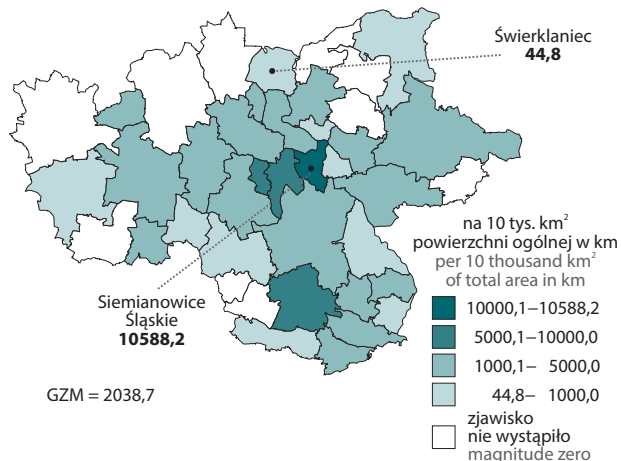 Świerklaniec
44,8
Siemianowice
Śląskie
10588,2
GZM = 2038,7
na 10 tys. km²
powierzchni ogólnej w km
per 10 thousand km²
of total area in km
10000,1–10588,2
5000,1–10000,0
1000,1– 5000,0
44,8– 1000,0
zjawisko
nie wystąpiło
magnitude zero